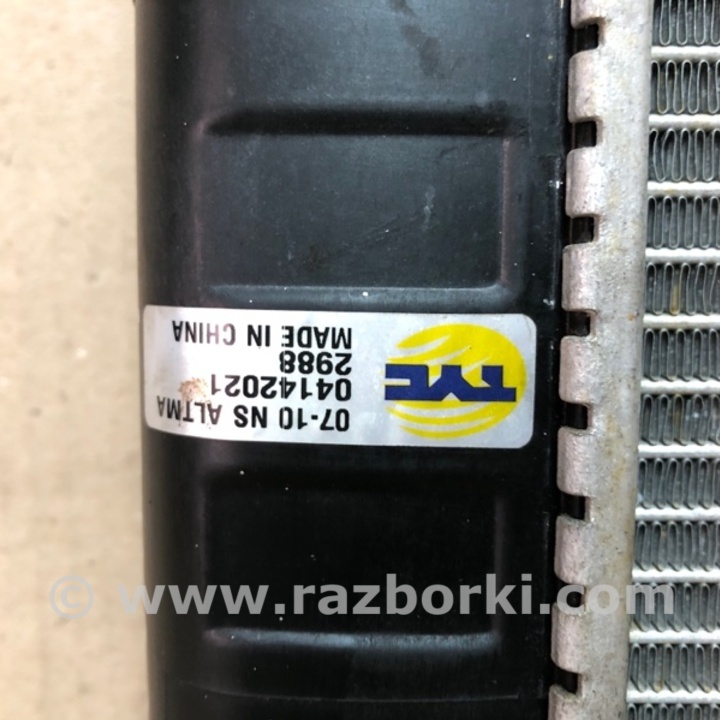 TYC
07-10 NS ALTMA
04142021
2988
MADE IN CHINA
© www.razborki.com